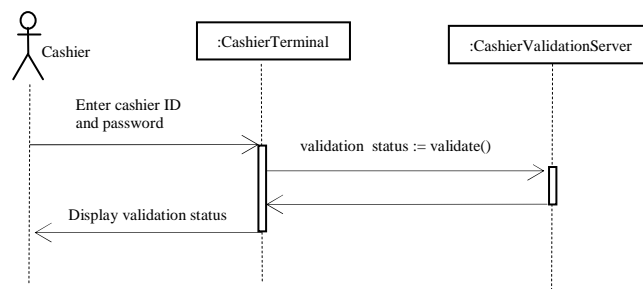 :CashierTerminal
:CashierValidationServer
Cashier
Enter cashier ID
and password
validation status := validate()
Display validation status